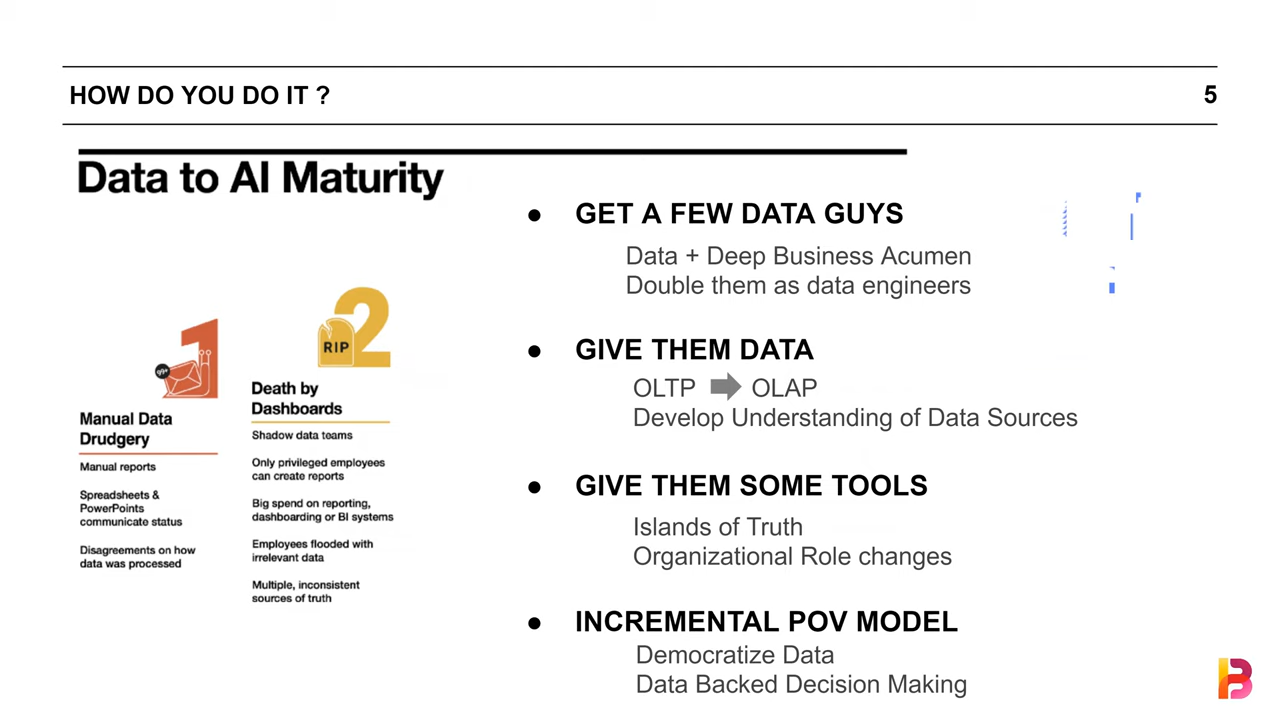 HOW DO YOU DO IT ?
5
Data to AI Maturity
1
99+
Manual Data
Drudgery
Manual reports
Spreadsheets &
PowerPoints
communicate status
Disagreements on how
data was processed
2
RIP
Death by
Dashboards
Shadow data teams
Only privileged employees
can create reports
Big spend on reporting,
dashboarding or BI systems
Employees flooded with
irrelevant data
Multiple, inconsistent
sources of truth
● GET A FEW DATA GUYS
Data + Deep Business Acumen
Double them as data engineers
● GIVE THEM DATA
OLTP ➡ OLAP
Develop Understanding of Data Sources
● GIVE THEM SOME TOOLS
Islands of Truth
Organizational Role changes
● INCREMENTAL POV MODEL
Democratize Data
Data Backed Decision Making
B